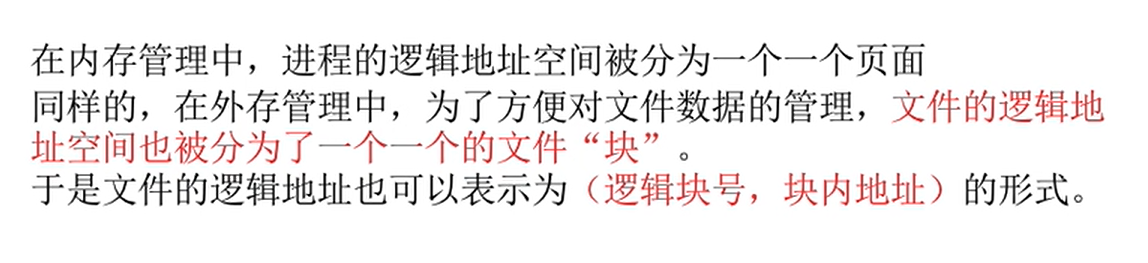 在内存管理中，进程的逻辑地址空间被分为一个一个页面
同样的，在外存管理中，为了方便对文件数据的管理，文件的逻辑地
址空间也被分为了一个一个的文件“块”。
于是文件的逻辑地址也可以表示为（逻辑块号，块内地址）的形式。